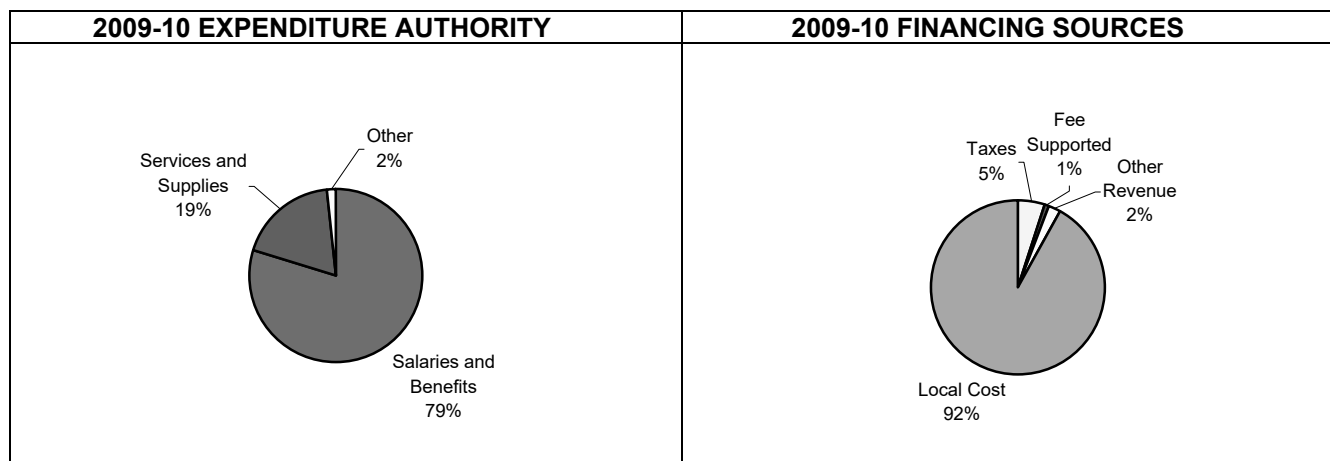 2009-10 EXPENDITURE AUTHORITY
Other
2%
Services and
Supplies
19%
Salaries and
Benefits
79%
2009-10 FINANCING SOURCES
Fee
Supported
1%
Taxes
5%
Other
Revenue
2%
Local Cost
92%